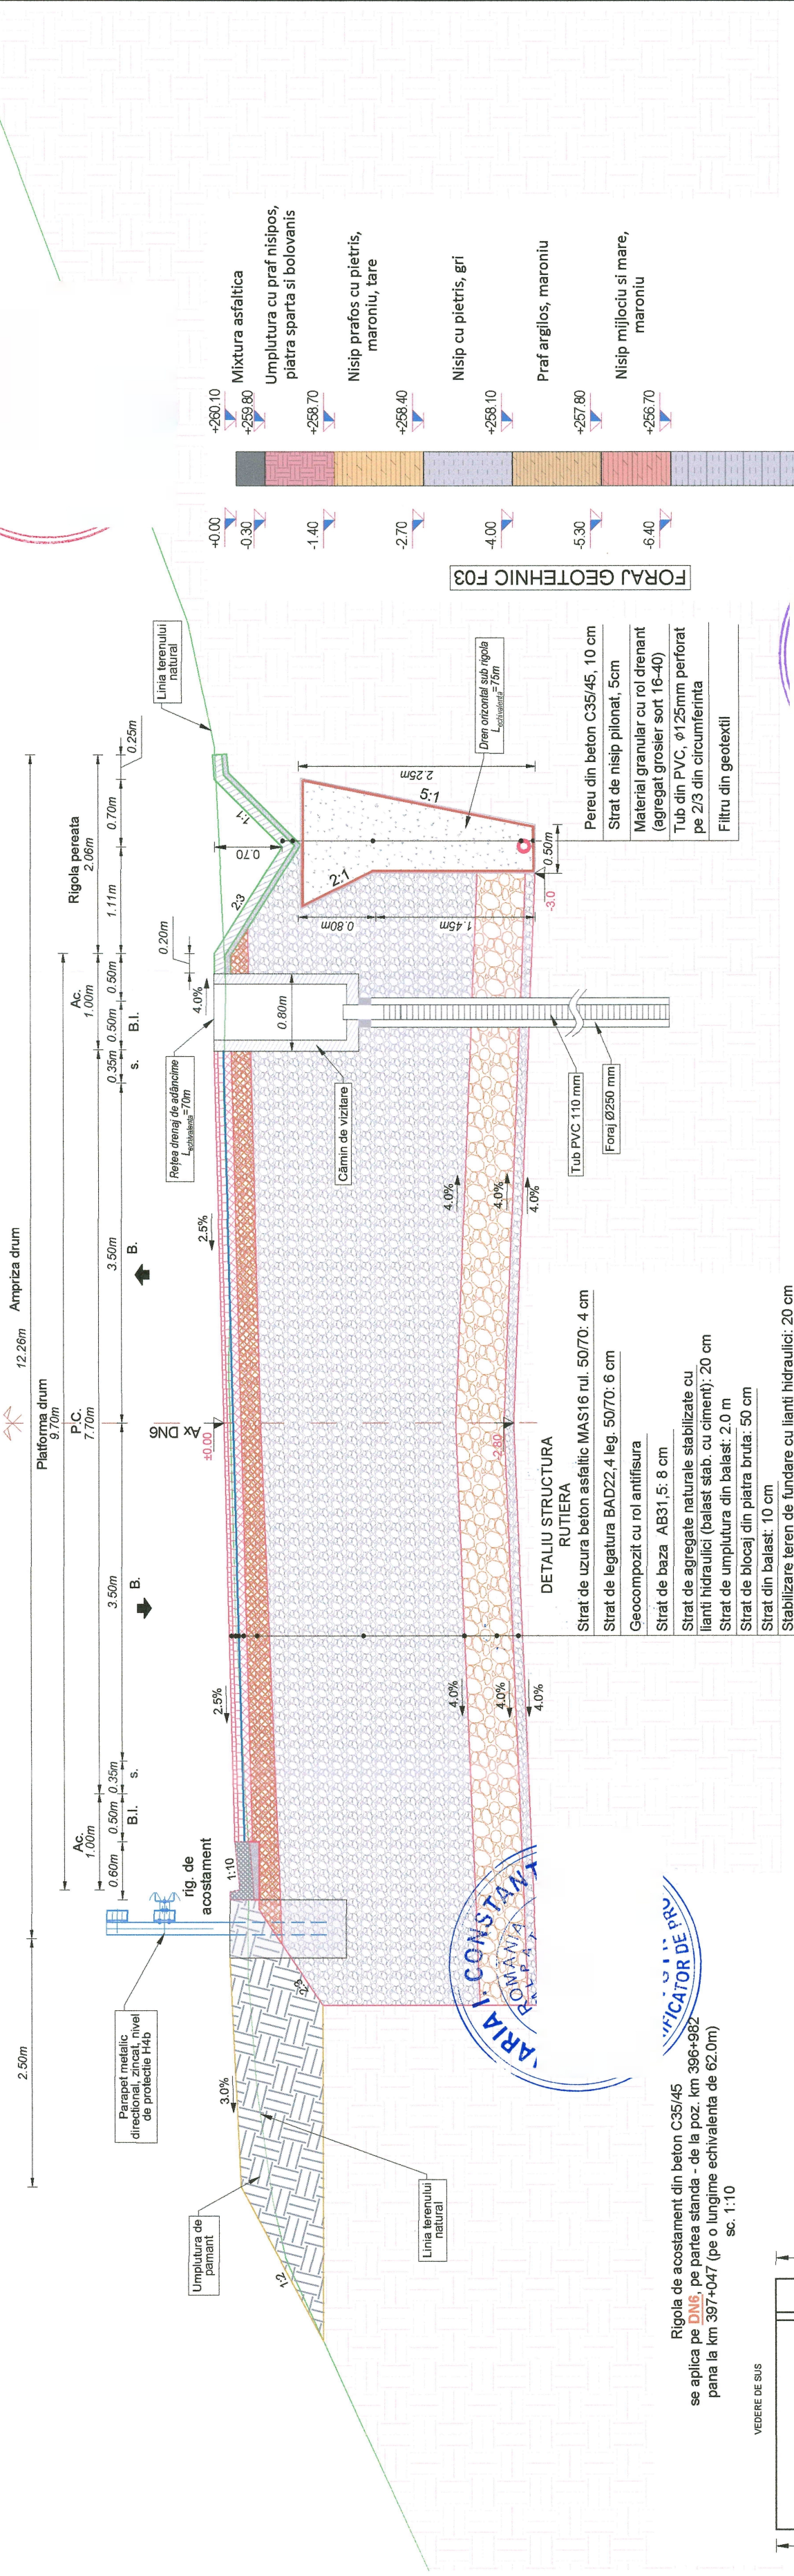 Ampriza drum
12.26m
2.50m
Platforma drum
9.70m
P.C.
7.70m
Ac.
1.00m
0.60m
0.50m
0.35m
B.I.
s.
3.50m
B.
3.50m
B.
0.35m
0.50m
0.50m
s.
B.I.
Ac.
1.00m
Rigola pereata
2.06m
0.20m
1.11m
0.70m
0.25m
Parapet metalic
directional, zincat, nivel
de protectie H4b
rig. de
acostament
1:10
Umplutura de
pamant
3.0%
Linia terenului
natural
2.5%
2.5%
Ax DN6
±0.00
-2.80
4.0%
4.0%
4.0%
4.0%
4.0%
4.0%
4.0%
Rețea drenaj de adâncime
Lechivalenta=70m
Cămin de vizitare
0.80m
Tub PVC 110 mm
Foraj Ø250 mm
2:3
1:1
0.70
2:1
5:1
0.80m
1.45m
2.25m
0.50m
-3.0
Linia terenului
natural
Dren orizontal sub rigola
Lechivalenta=75m
DETALIU STRUCTURA
RUTIERA
Strat de uzura beton asfaltic MAS16 rul. 50/70: 4 cm
Strat de legatura BAD22,4 leg. 50/70: 6 cm
Geocompozit cu rol antifisura
Strat de baza AB31,5: 8 cm
Strat de agregate naturale stabilizate cu
lianti hidraulici (balast stab. cu ciment): 20 cm
Strat de umplutura din balast: 2.0 m
Strat de blocaj din piatra bruta: 50 cm
Strat din balast: 10 cm
Stabilizare teren de fundare cu lianti hidraulici: 20 cm
Pereu din beton C35/45, 10 cm
Strat de nisip pilonat, 5cm
Material granular cu rol drenant
(agregat grosier sort 16-40)
Tub din PVC, ϕ125mm perforat
pe 2/3 din circumferinta
Filtru din geotextil
FORAJ GEOTEHNIC F03
+0.00
+260.10
Mixtura asfaltica
-0.30
+259.80
Umplutura cu praf nisipos,
piatra sparta si bolovanis
-1.40
+258.70
Nisip prafos cu pietris,
maroniu, tare
-2.70
+258.40
Nisip cu pietris, gri
-4.00
+258.10
Praf argilos, maroniu
-5.30
+257.80
Nisip mijlociu si mare,
maroniu
-6.40
+256.70
Rigola de acostament din beton C35/45
se aplica pe DN6, pe partea standa - de la poz. km 396+982
pana la km 397+047 (pe o lungime echivalenta de 62.0m)
sc. 1:10
VEDERE DE SUS
ARIA I. CONSTANT
ROMANIA
IFICATOR DE PRO